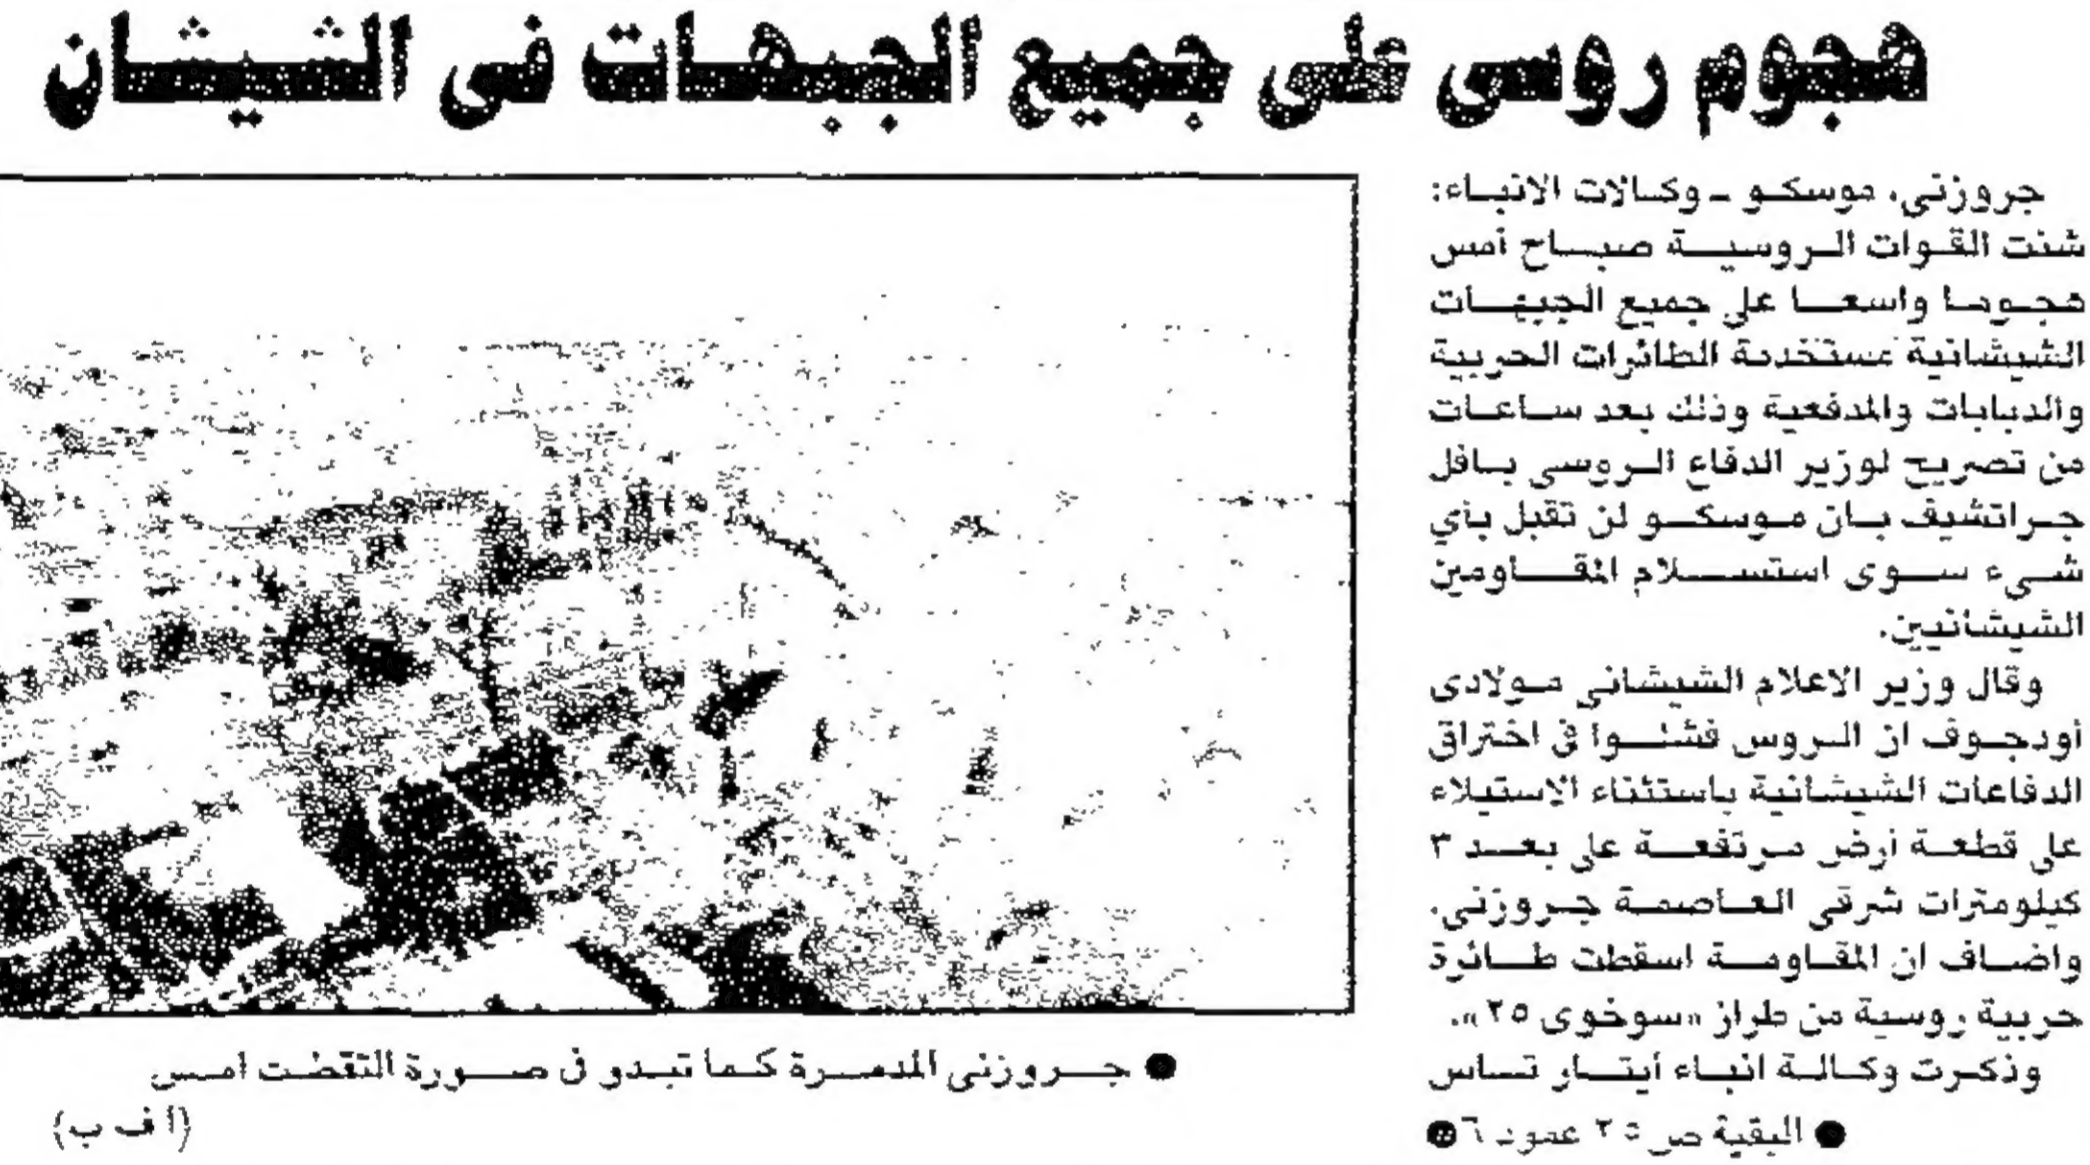 هجوم روسى على جميع الجبهات فى الشيشان
جروزني، موسكو - وكالات الانباء:
شنت القوات الروسية صباح أمس
هجوما واسعا على جميع الجبهات
الشيشانية مستخدمة الطائرات الحربية
والدبابات والمدفعية وذلك بعد ساعات
من تصريح لوزير الدفاع الروسى بافل
جراتشيف بان موسكو لن تقبل بأي
شيء سوى استسلام المقاومين
الشيشانيين.
وقال وزير الاعلام الشيشاني مولادى
أودجوف ان الروس فشلوا في اختراق
الدفاعات الشيشانية باستثناء الاستيلاء
على قطعة أرض مرتفعة على بعد ٣
كيلومترات شرقي العاصمة جروزني.
واضاف ان المقاومة اسقطت طائرة
حربية روسية من طراز «سوخوى ٢٥».
وذكرت وكالة انباء أيتار تاس
● البقية ص ٢٥ عمود ٦ ●
● جروزنى المدمرة كما تبدو في صورة التقطت امس
(أ ف ب)